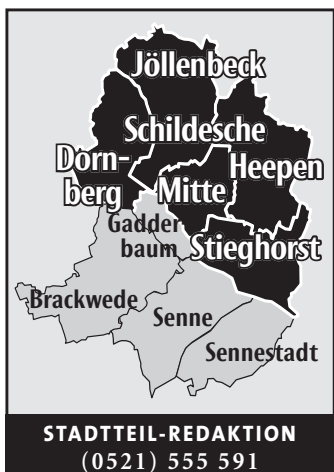 Jöllenbeck
Schildesche
Dorn-
berg
Heepen
Mitte
Gadder
baum
Stieghorst
Brackwede
Senne
Sennestadt
STADTTEIL-REDAKTION
(0521) 555 591